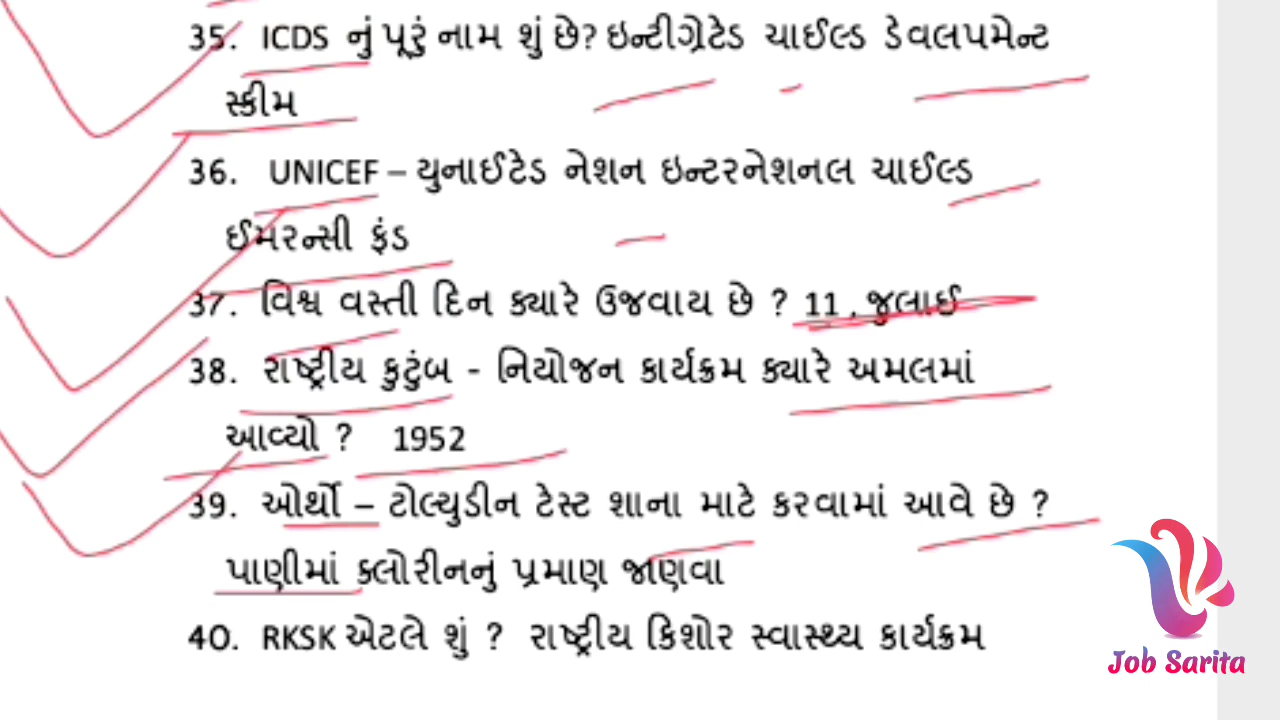 35. ICDS નું પૂરું નામ શું છે? ઇન્ટીગ્રેટેડ ચાઈલ્ડ ડેવલપમેન્ટ
સ્કીમ
36. UNICEF – યુનાઈટેડ નેશન ઇન્ટરનેશનલ ચાઈલ્ડ
ઈમરન્સી ફંડ
37. વિશ્વ વસ્તી દિન ક્યારે ઉજવાય છે ? 11 . જુલાઈ
38. રાષ્ટ્રીય કુટુંબ - નિયોજન કાર્યક્રમ ક્યારે અમલમાં
આવ્યો ? 1952
39. ઓર્થો – ટોલ્યુડીન ટેસ્ટ શાના માટે કરવામાં આવે છે ?
પાણીમાં ક્લોરીનનું પ્રમાણ જાણવા
40. RKSK એટલે શું ? રાષ્ટ્રીય કિશોર સ્વાસ્થ્ય કાર્યક્રમ
Job Sarita